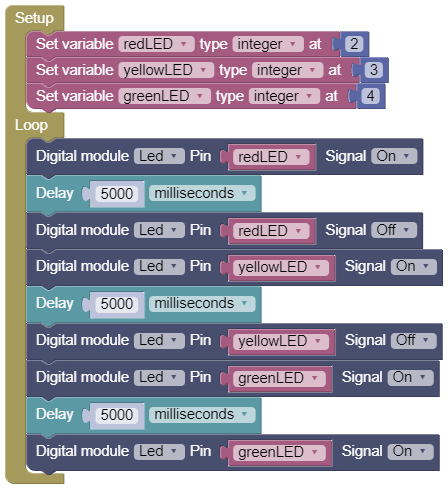 Setup
Set variable redLED type integer at 2
Set variable yellowLED type integer at 3
Set variable greenLED type integer at 4
Loop
Digital module Led Pin redLED Signal On
Delay 5000 milliseconds
Digital module Led Pin redLED Signal Off
Digital module Led Pin yellowLED Signal On
Delay 5000 milliseconds
Digital module Led Pin yellowLED Signal Off
Digital module Led Pin greenLED Signal On
Delay 5000 milliseconds
Digital module Led Pin greenLED Signal On